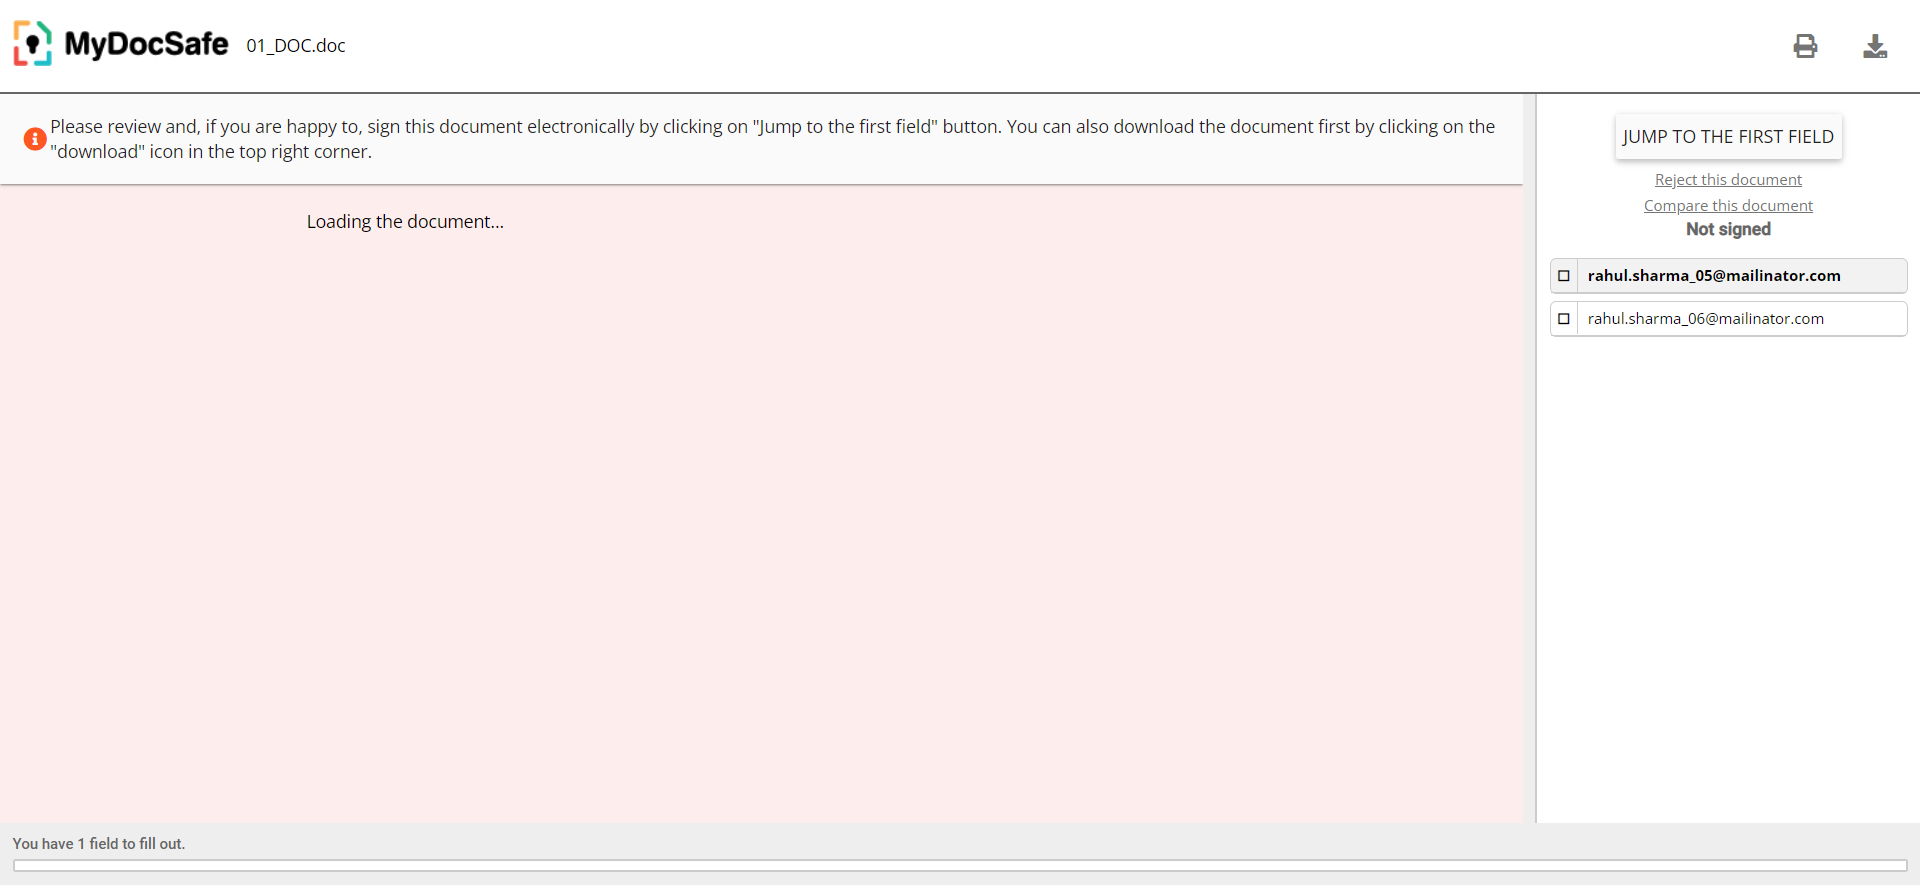 MyDocSafe 01_DOC.doc
Please review and, if you are happy to, sign this document electronically by clicking on "Jump to the first field" button. You can also download the document first by clicking on the
"download" icon in the top right corner.
Loading the document...
JUMP TO THE FIRST FIELD
Reject this document
Compare this document
Not signed
rahul.sharma_05@mailinator.com
rahul.sharma_06@mailinator.com
You have 1 field to fill out.